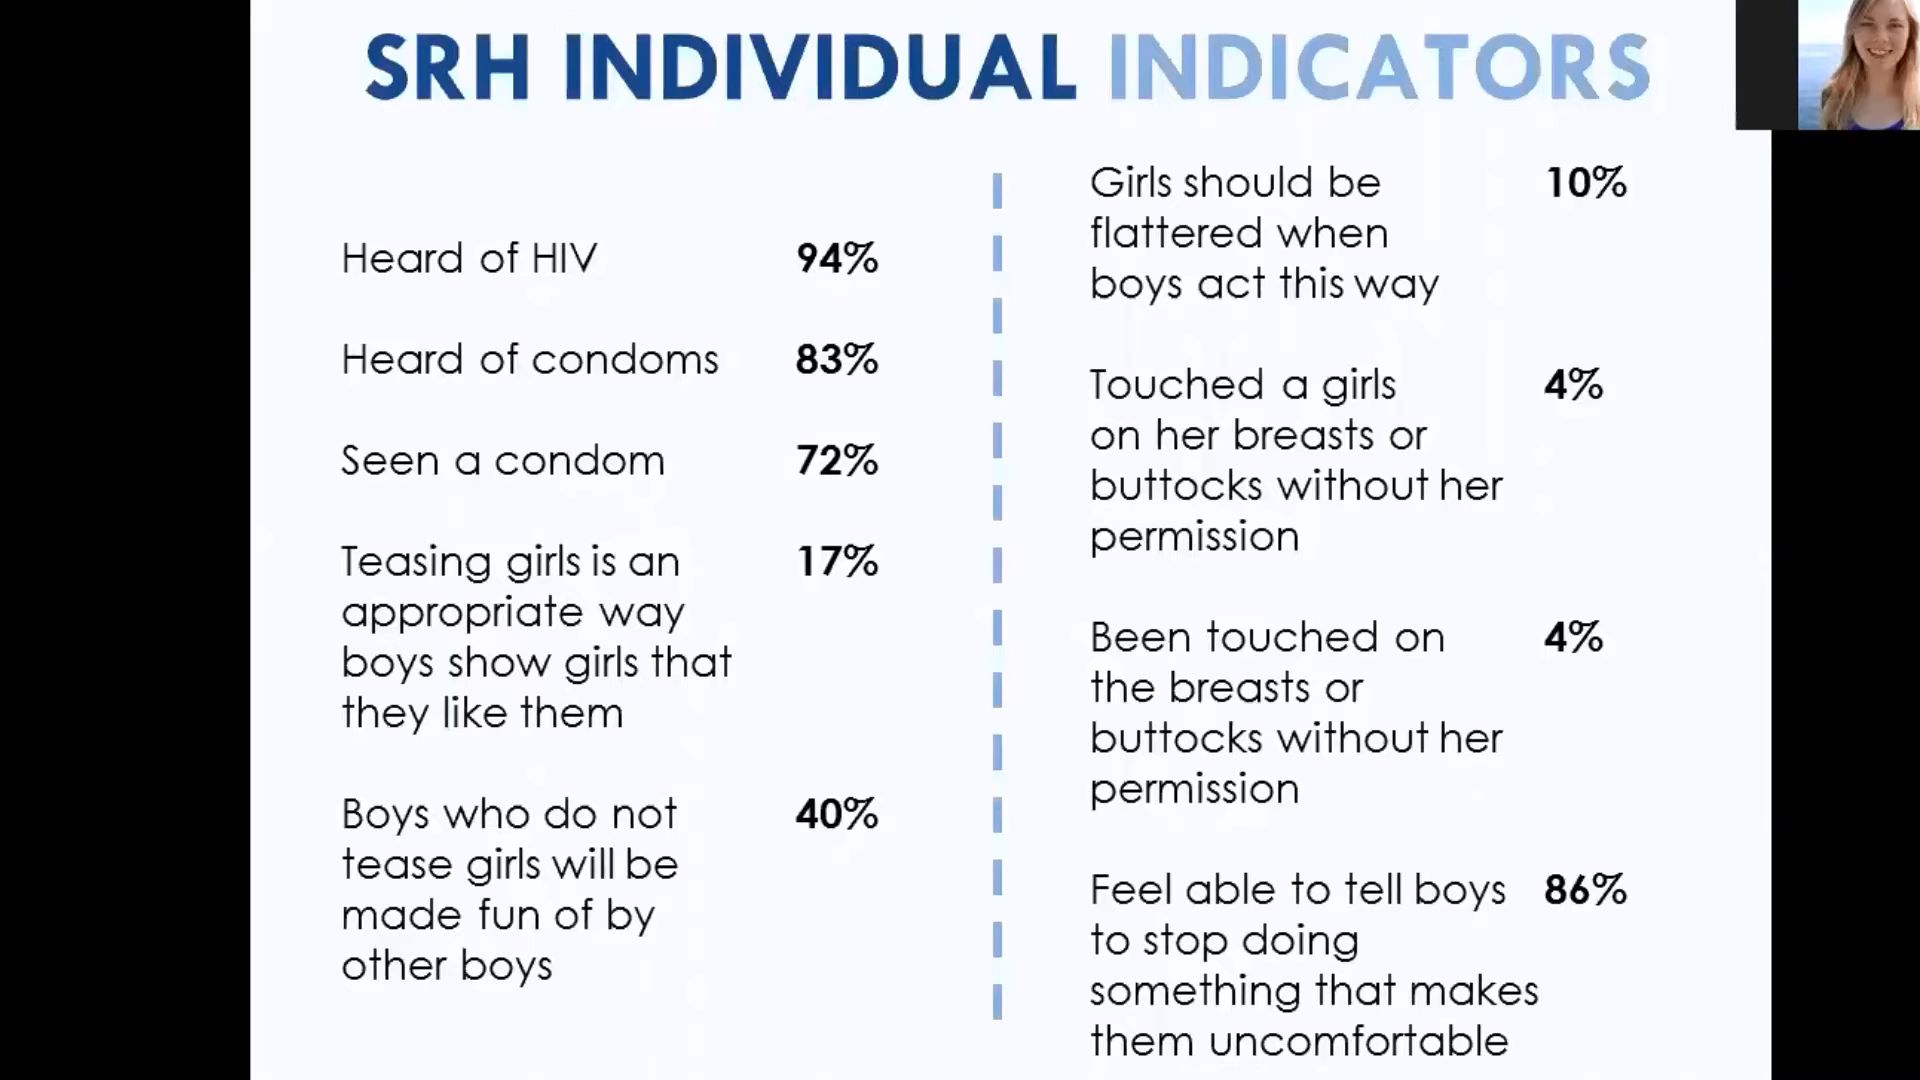 SRH INDIVIDUAL INDICATORS
Heard of HIV 94%
Heard of condoms 83%
Seen a condom 72%
Teasing girls is an 17%
appropriate way
boys show girls that
they like them
Boys who do not 40%
tease girls will be
made fun of by
other boys
Girls should be 10%
flattered when
boys act this way
Touched a girls 4%
on her breasts or
buttocks without her
permission
Been touched on 4%
the breasts or
buttocks without her
permission
Feel able to tell boys 86%
to stop doing
something that makes
them uncomfortable